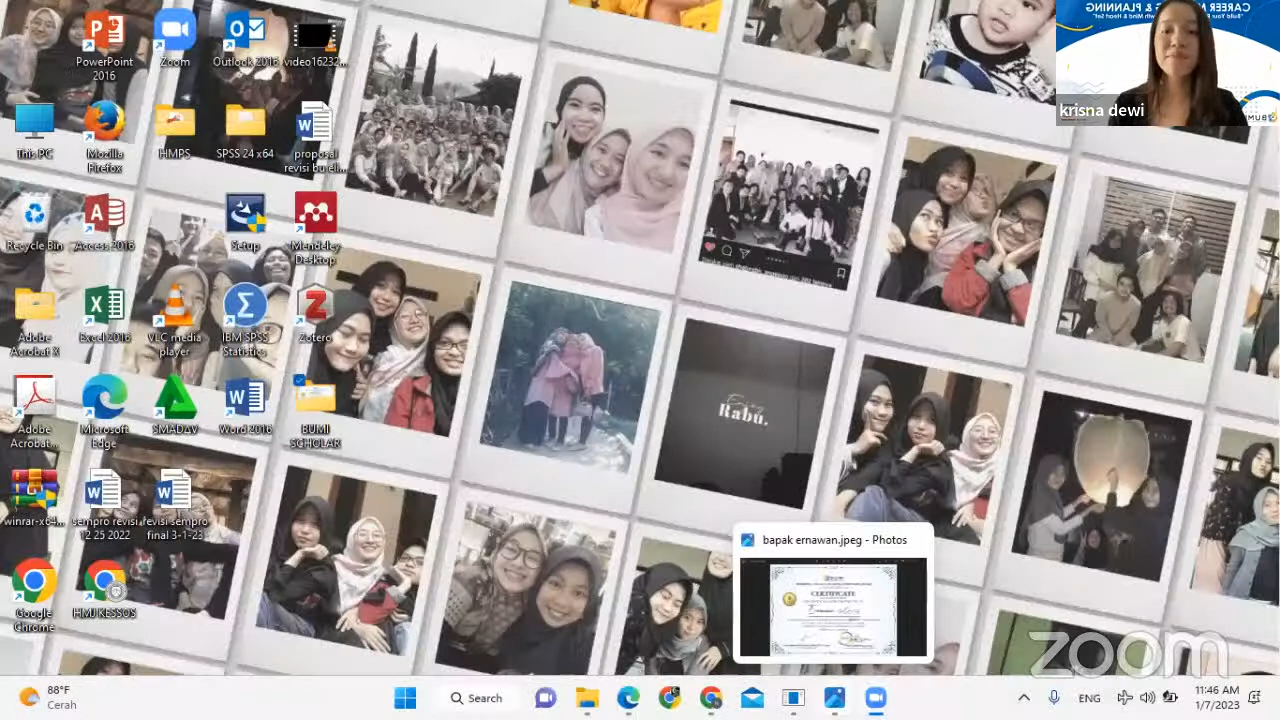 PowerPoint
2016
Zoom
Outlook 2016
video16232...
This PC
Mozilla
Firefox
HMPS
SPSS 24 x64
proposal
revisi bu eli...
Recycle Bin
Access 2016
Setup
Mendeley
Desktop
Adobe
Acrobat X
Excel 2016
VLC media
player
IBM SPSS
Statistics
Zotero
Adobe
Acrobat...
Microsoft
Edge
SMADAV
Word 2016
BUMI
SCHOLAR
winrar-x64...
sempro revisi
12 25 2022
revisi sempro
final 3-1-23
Google
Chrome
Rabu.
CAREER
& PLANNING
krisna dewi
bapak ernawan.jpeg - Photos
CERTIFICATE
zoom
88°F
Cerah
Search
ENG
11:46 AM
1/7/2023